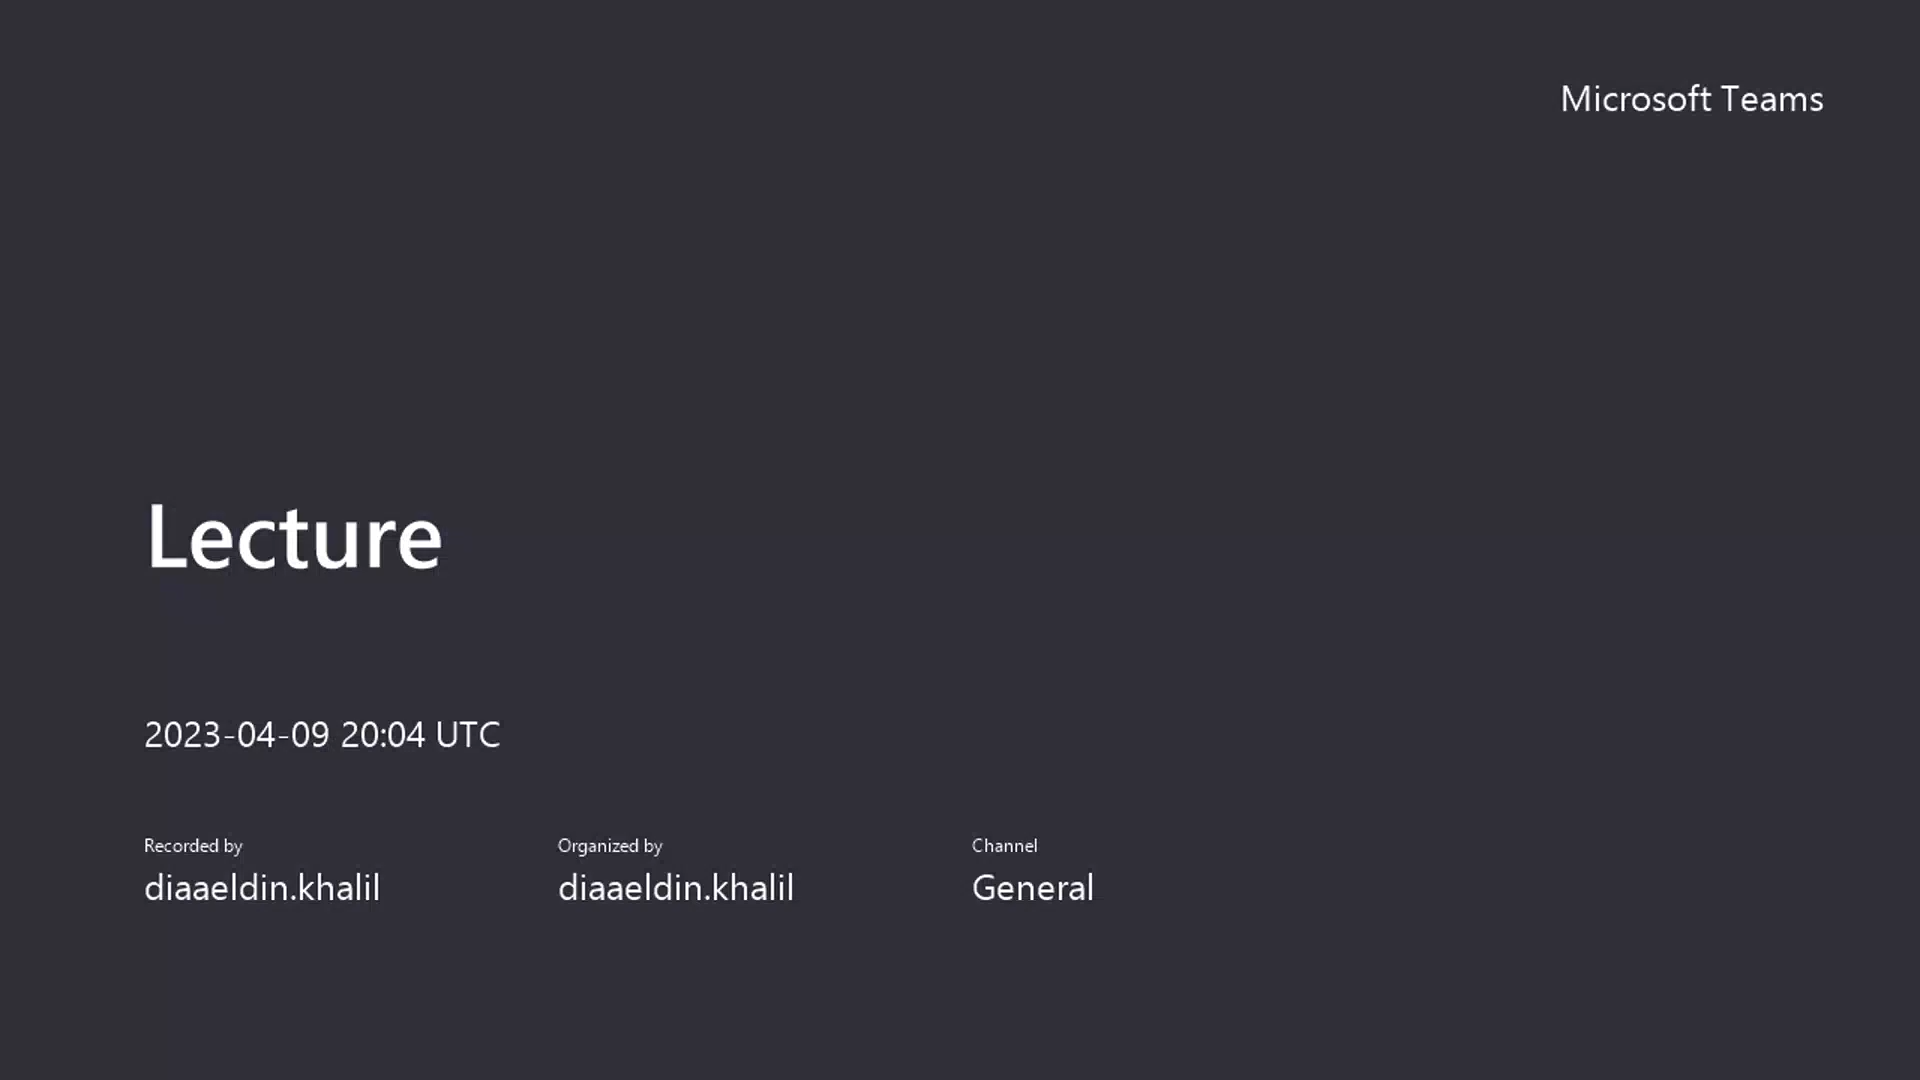 Microsoft Teams
Lecture
2023-04-09 20:04 UTC
Recorded by
diaaeldin.khalil
Organized by
diaaeldin.khalil
Channel
General